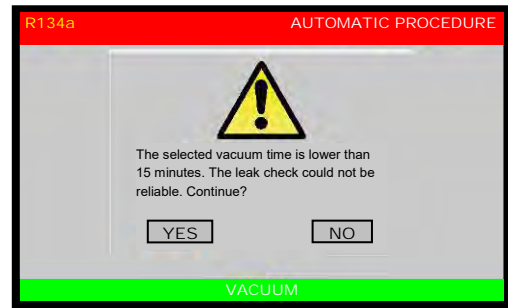 R134a AUTOMATIC PROCEDURE
The selected vacuum time is lower than
15 minutes. The leak check could not be
reliable. Continue?
YES NO
VACUUM